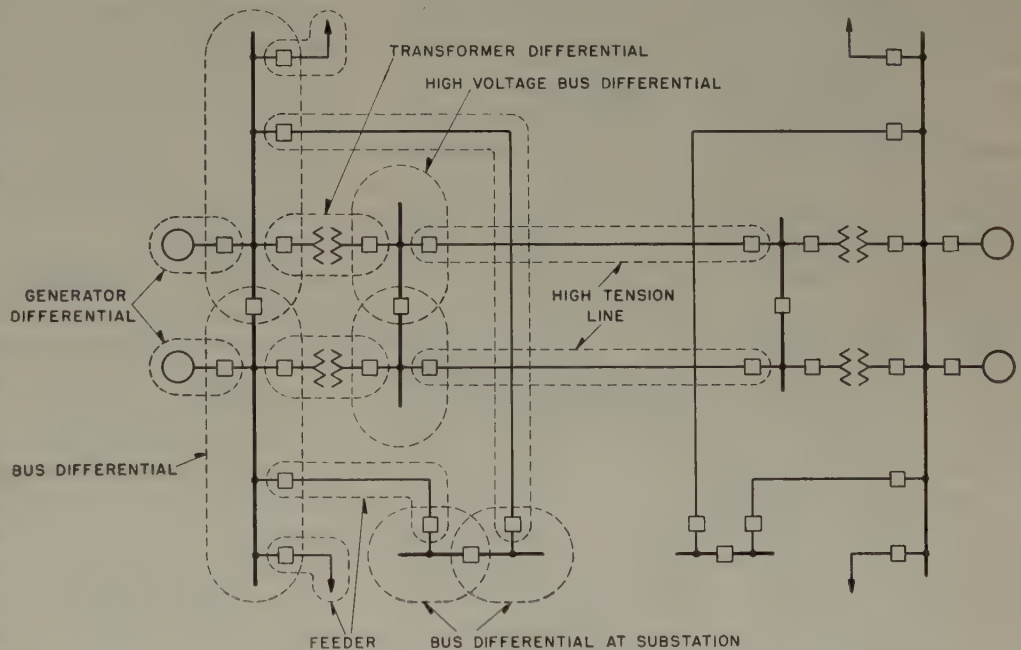 TRANSFORMER DIFFERENTIAL
HIGH VOLTAGE BUS DIFFERENTIAL
GENERATOR
DIFFERENTIAL
HIGH TENSION
LINE
BUS DIFFERENTIAL
FEEDER
BUS DIFFERENTIAL AT SUBSTATION